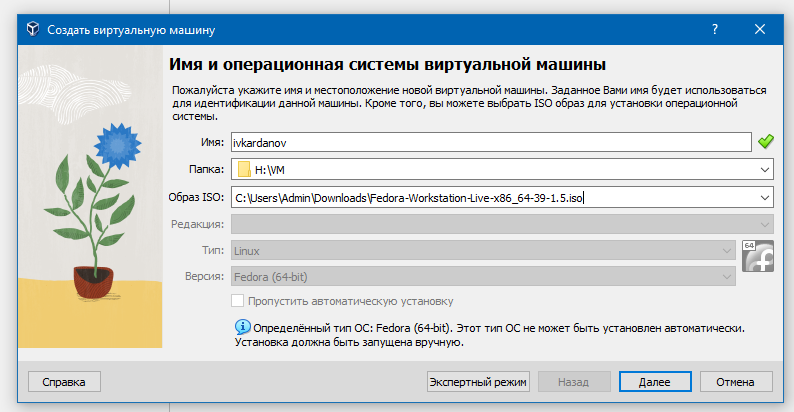 Создать виртуальную машину
?
Имя и операционная системы виртуальной машины
Пожалуйста укажите имя и местоположение новой виртуальной машины. Заданное Вами имя будет использоваться
для идентификации данной машины. Кроме того, вы можете выбрать ISO образ для установки операционной
системы.
Имя: ivkardanov
Папка: H:\VM
Образ ISO: C:\Users\Admin\Downloads\Fedora-Workstation-Live-x86_64-39-1.5.iso
Редакция:
Тип: Linux
64
Версия: Fedora (64-bit)
Пропустить автоматическую установку
Определённый тип ОС: Fedora (64-bit). Этот тип ОС не может быть установлен автоматически.
Установка должна быть запущена вручную.
Справка Экспертный режим Назад Далее Отмена